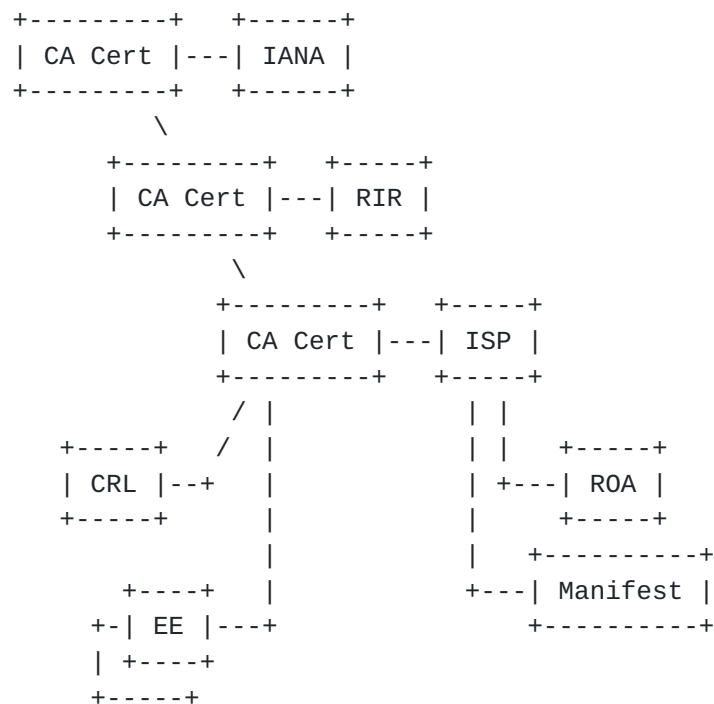 CA Cert IANA
CA Cert RIR
CA Cert ISP
CRL ROA
Manifest
EE